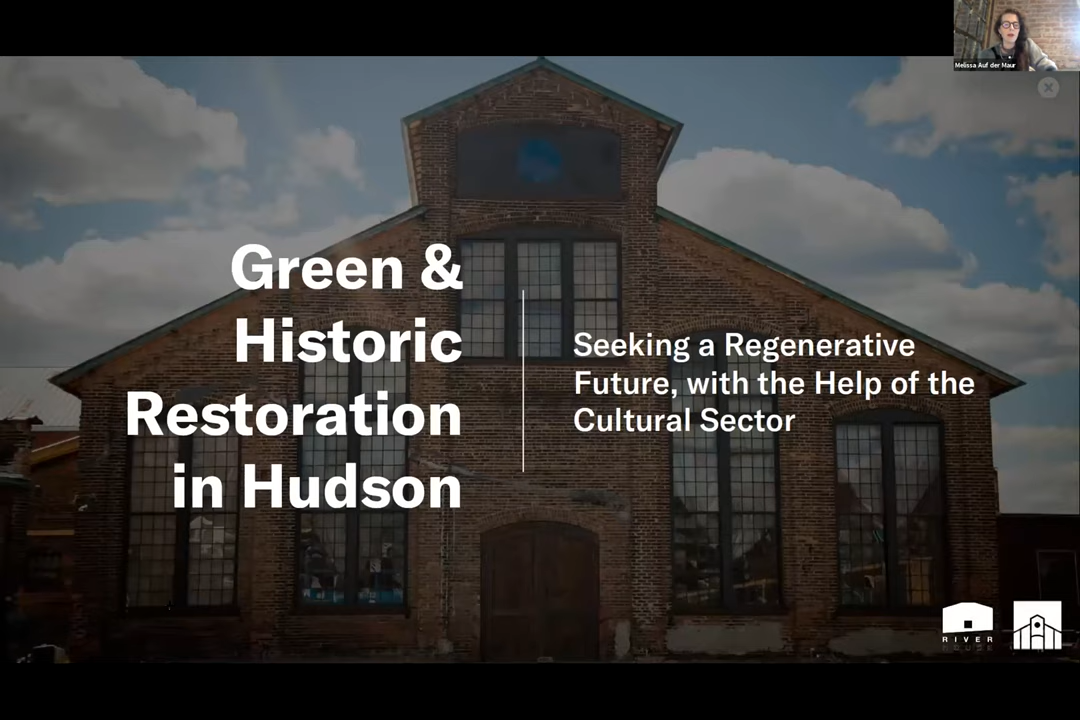 Melissa Auf der Maur
Green &
Historic
Restoration
in Hudson
Seeking a Regenerative
Future, with the Help of the
Cultural Sector
RIVER
HOUSE